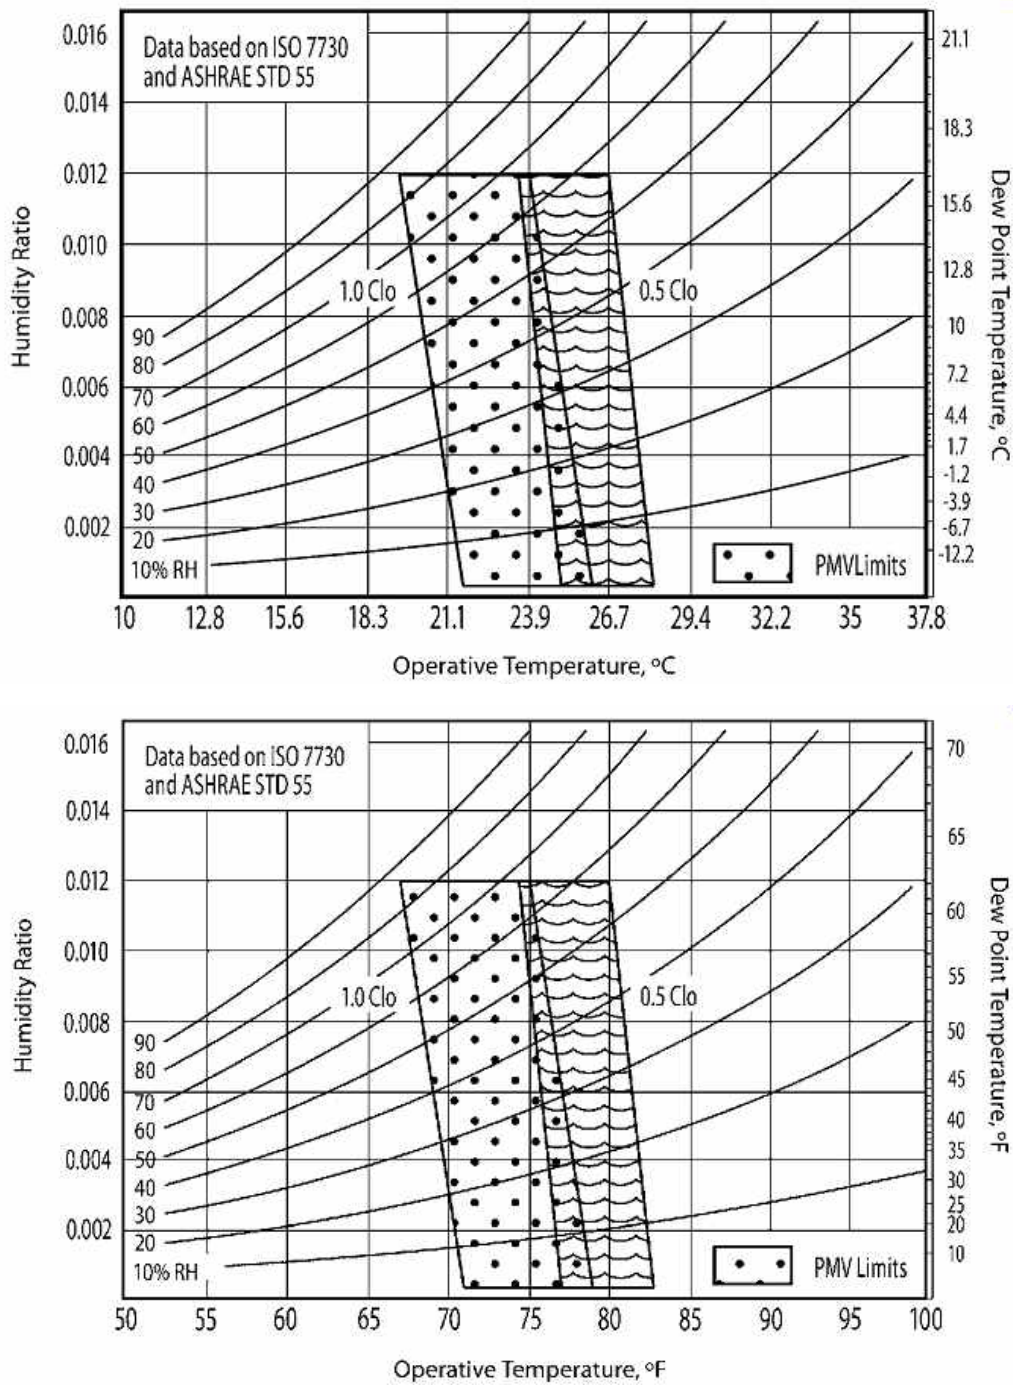 0.016
0.014
0.012
0.010
0.008
0.006
0.004
0.002
Humidity Ratio
Data based on ISO 7730
and ASHRAE STD 55
1.0 Clo
0.5 Clo
90
80
70
60
50
40
30
20
10% RH
PMVLimits
21.1
18.3
15.6
12.8
10
7.2
4.4
1.7
-1.2
-3.9
-6.7
-12.2
Dew Point Temperature, ºC
10 12.8 15.6 18.3 21.1 23.9 26.7 29.4 32.2 35 37.8
Operative Temperature, ºC
0.016
0.014
0.012
0.010
0.008
0.006
0.004
0.002
Humidity Ratio
Data based on ISO 7730
and ASHRAE STD 55
1.0 Clo
0.5 Clo
90
80
70
60
50
40
30
20
10% RH
PMV Limits
70
65
60
55
50
45
40
35
30
25
20
10
Dew Point Temperature, ºF
50 55 60 65 70 75 80 85 90 95 100
Operative Temperature, ºF